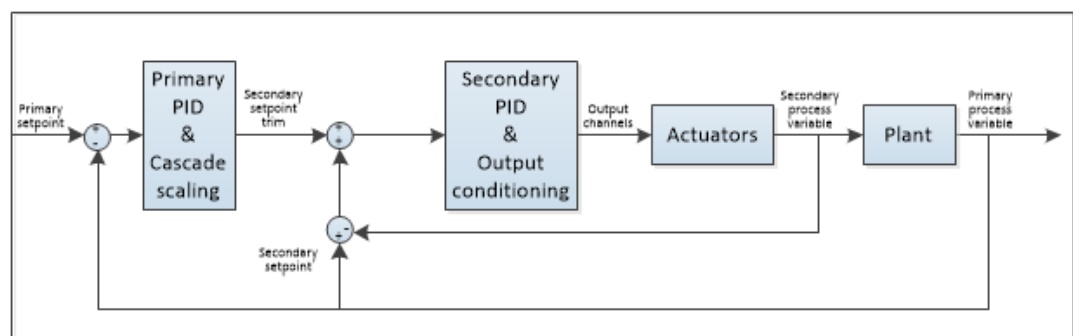 Primary
setpoint
+
-
Primary
PID
&
Cascade
scaling
Secondary
setpoint
trim
+
+
Secondary
PID
&
Output
conditioning
Output
channels
Actuators
Secondary
process
variable
Plant
Primary
process
variable
+ -
Secondary
setpoint